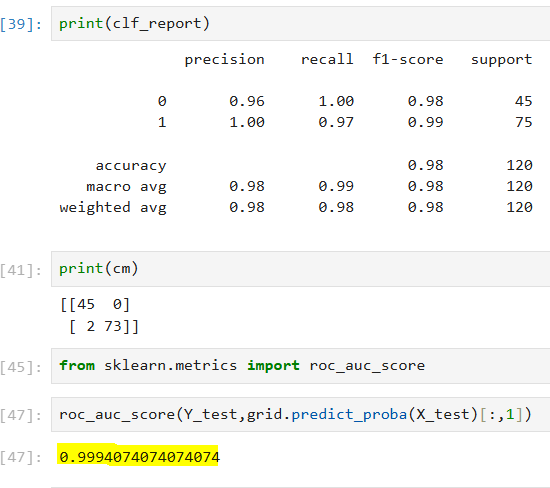 [39]: print(clf_report)
precision recall f1-score support
0 0.96 1.00 0.98 45
1 1.00 0.97 0.99 75
accuracy 0.98 120
macro avg 0.98 0.99 0.98 120
weighted avg 0.98 0.98 0.98 120
[41]: print(cm)
[[45 0]
[ 2 73]]
[45]: from sklearn.metrics import roc_auc_score
[47]: roc_auc_score(Y_test,grid.predict_proba(X_test)[:,1])
[47]: 0.9994074074074074